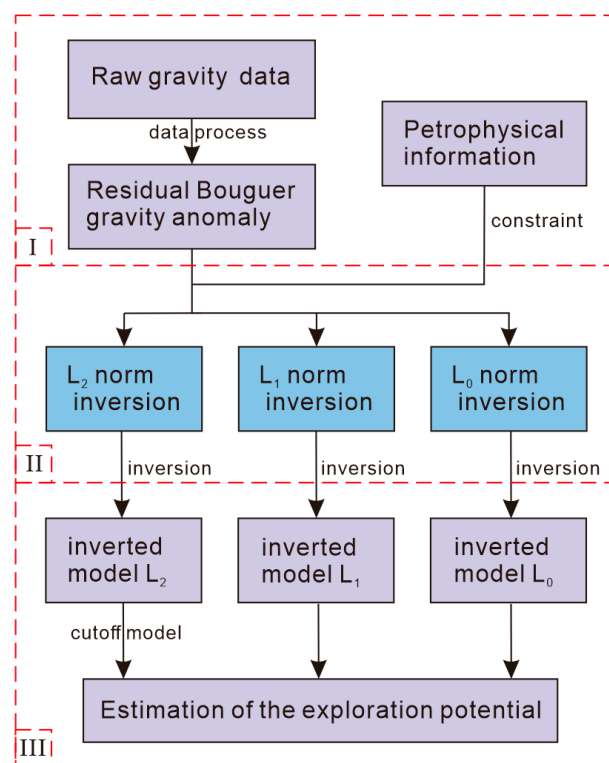 Raw gravity data
data process
Petrophysical
information
Residual Bouguer
gravity anomaly
constraint
I
L₂ norm
inversion
L₁ norm
inversion
L₀ norm
inversion
II
inversion
inversion
inversion
inverted
model L₂
inverted
model L₁
inverted
model L₀
cutoff model
Estimation of the exploration potential
III